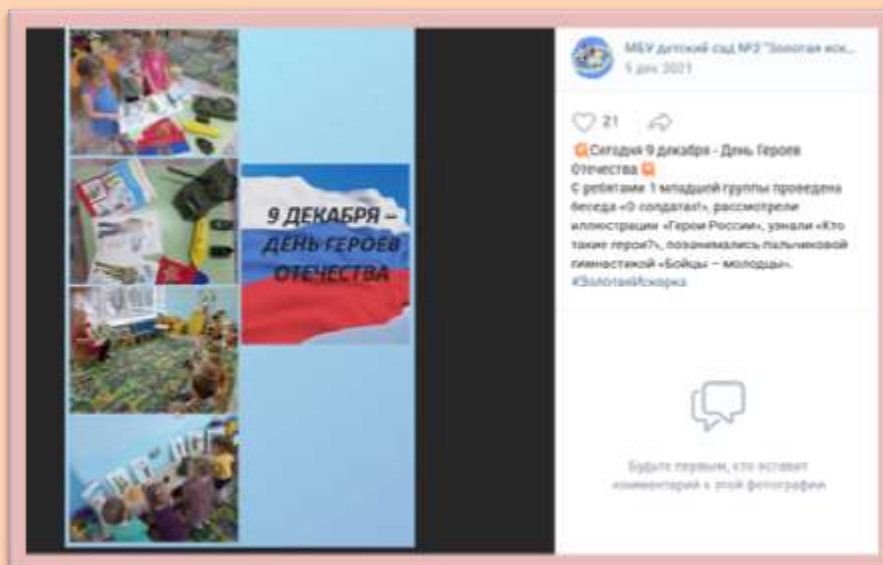 9 ДЕКАБРЯ –
ДЕНЬ ГЕРОЕВ
ОТЕЧЕСТВА
МБУ детский сад №2 "Золотая иск...
9 дек 2021
21
Сегодня 9 декабря - День Героев
Отечества
С ребятами 1 младшей группы проведена
беседа «О солдатах!», рассмотрели
иллюстрации «Герои России», узнали «Кто
такие герои?», позанимались пальчиковой
гимнастикой «Бойцы – молодцы».
#ЗолотаяИскорка
Будьте первым, кто оставит
комментарий к этой фотографии